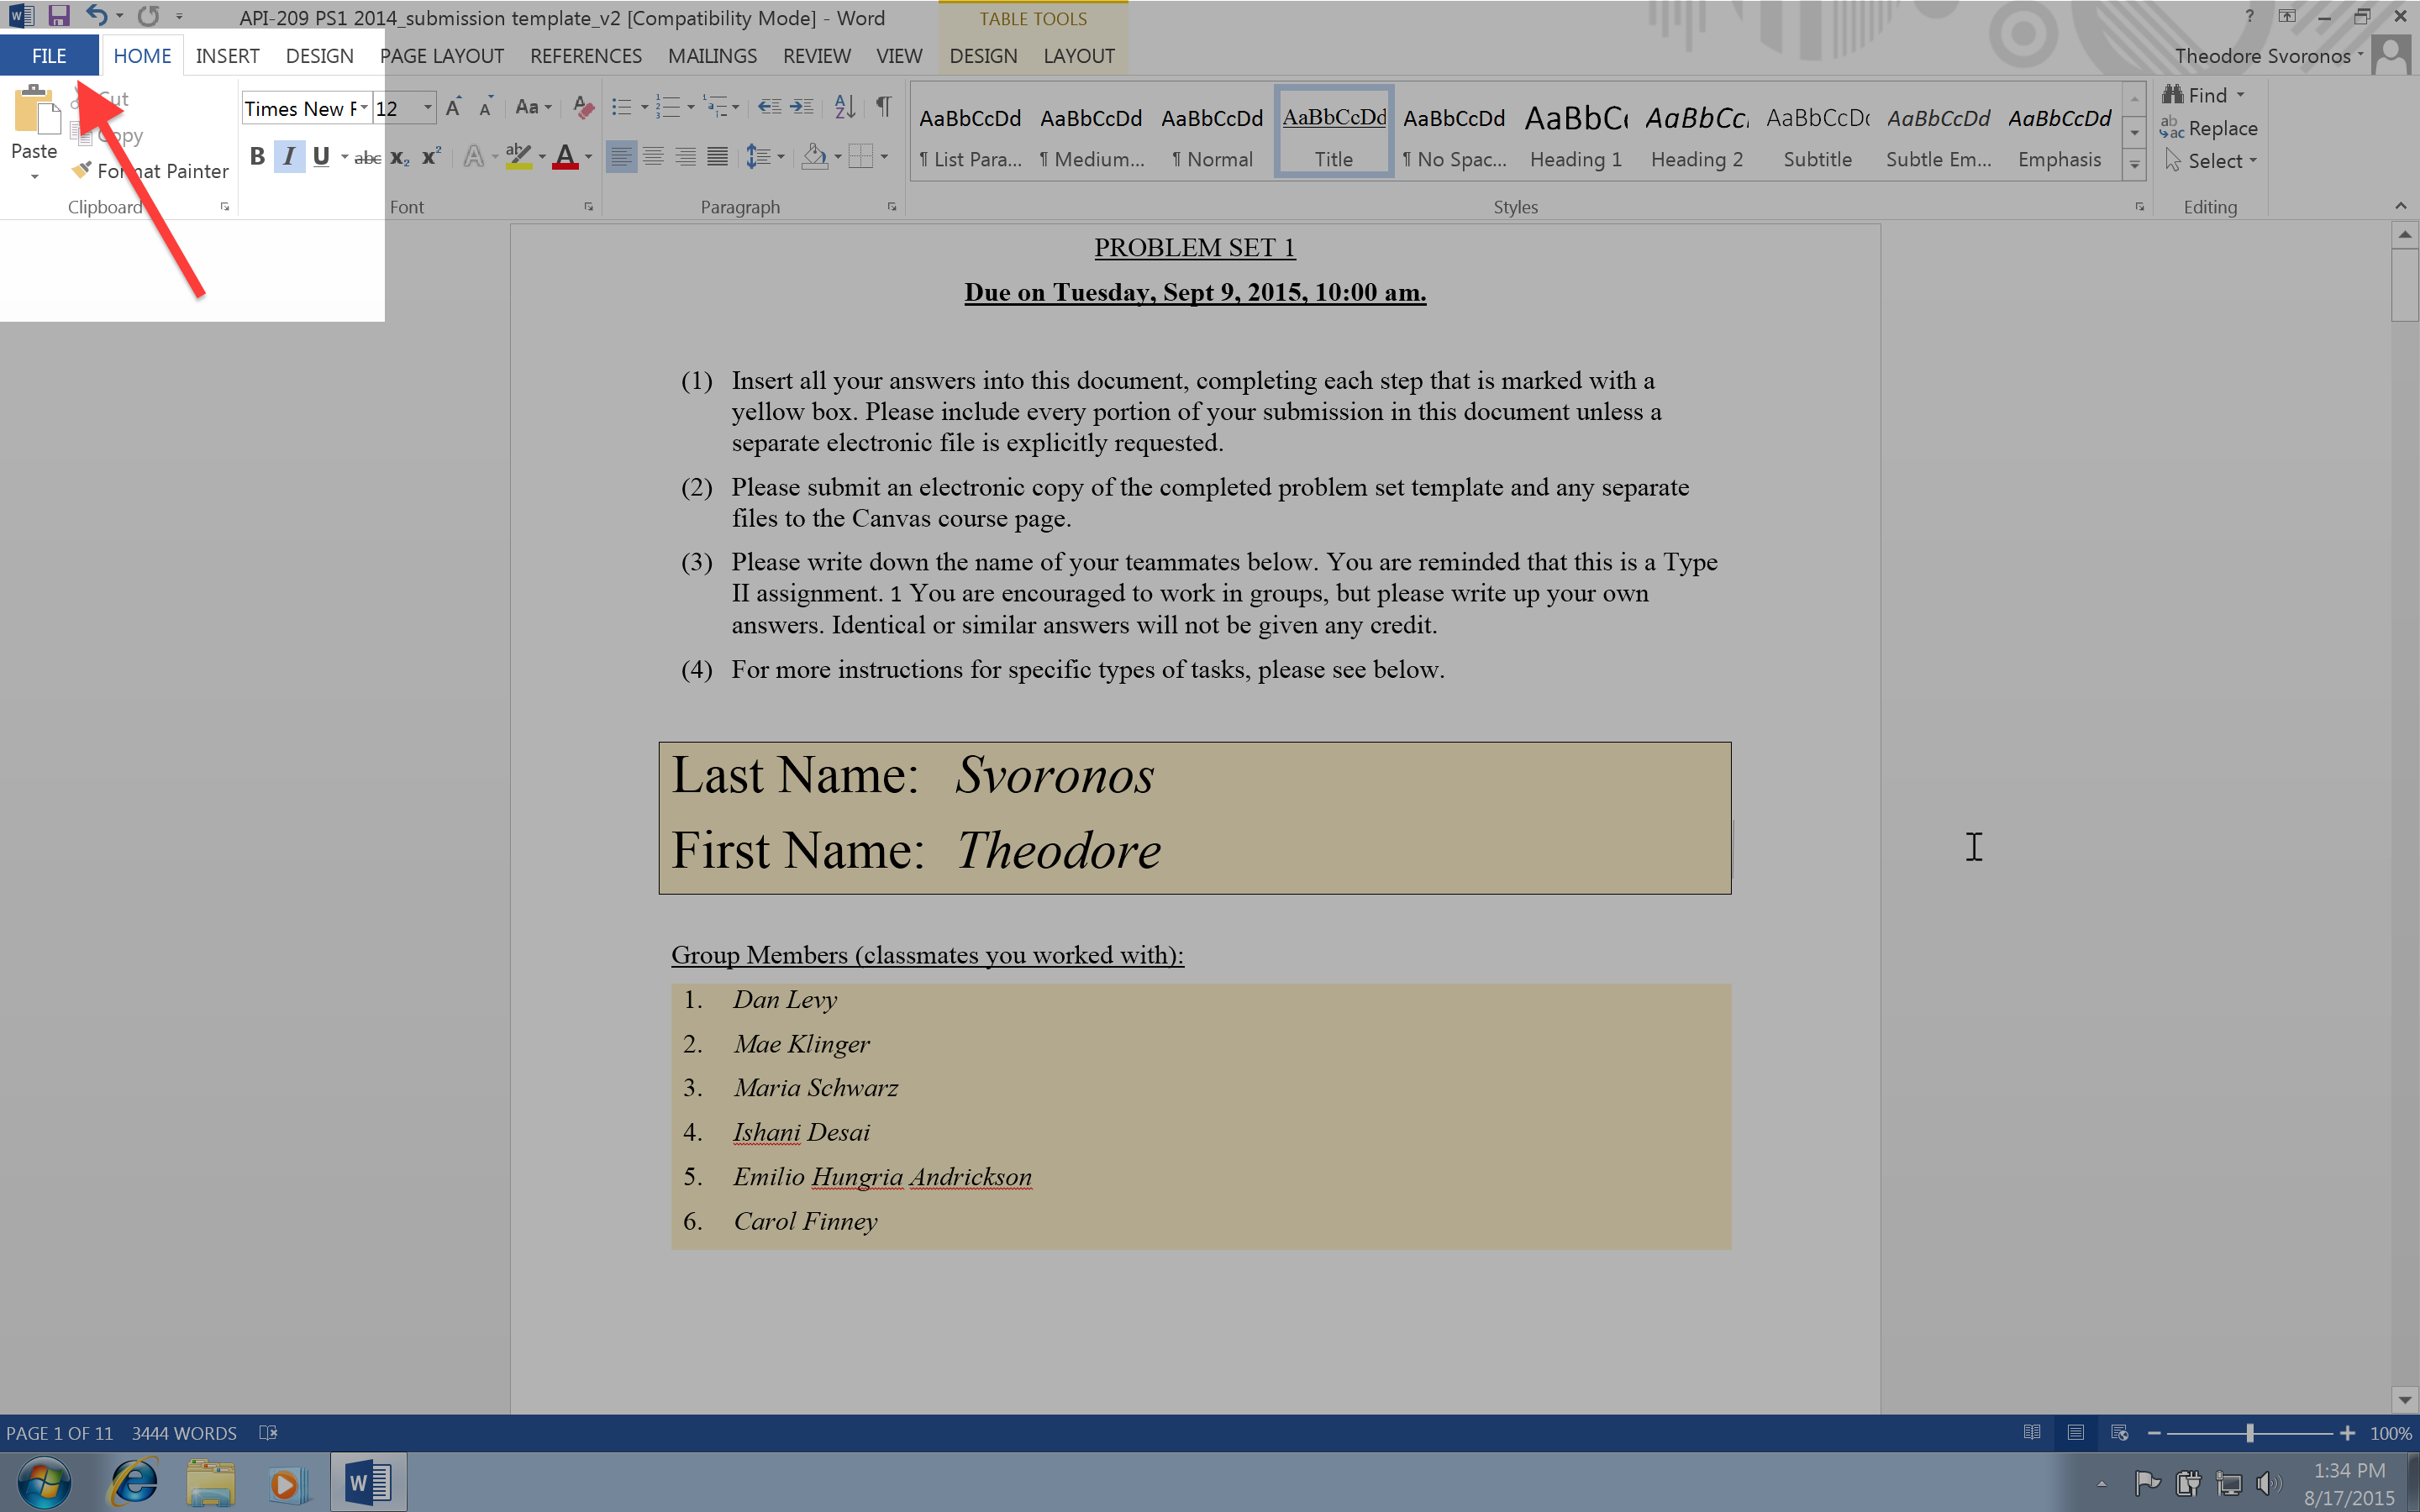 API-209 PS1 2014_submission template_v2 [Compatibility Mode] - Word
TABLE TOOLS
?
FILE HOME INSERT DESIGN PAGE LAYOUT REFERENCES MAILINGS REVIEW VIEW DESIGN LAYOUT
Theodore Svoronos
Paste
Cut
Copy
Format Painter
Clipboard
Times New F 12
Aa
B I U abc X₂ X²
Font
Paragraph
AaBbCcDd AaBbCcDd AaBbCcDd AaBbCcDd AaBbCcDd AaBbC AaBbCc AaBbCcD AaBbCcDd AaBbCcDd
¶ List Para... ¶ Medium... ¶ Normal Title ¶ No Spac... Heading 1 Heading 2 Subtitle Subtle Em... Emphasis
Styles
Find
Replace
Select
Editing
PROBLEM SET 1
Due on Tuesday, Sept 9, 2015, 10:00 am.
(1) Insert all your answers into this document, completing each step that is marked with a
yellow box. Please include every portion of your submission in this document unless a
separate electronic file is explicitly requested.
(2) Please submit an electronic copy of the completed problem set template and any separate
files to the Canvas course page.
(3) Please write down the name of your teammates below. You are reminded that this is a Type
II assignment. 1 You are encouraged to work in groups, but please write up your own
answers. Identical or similar answers will not be given any credit.
(4) For more instructions for specific types of tasks, please see below.
Last Name: Svoronos
First Name: Theodore
Group Members (classmates you worked with):
1. Dan Levy
2. Mae Klinger
3. Maria Schwarz
4. Ishani Desai
5. Emilio Hungria Andrickson
6. Carol Finney
PAGE 1 OF 11 3444 WORDS
100%
1:34 PM
8/17/2015